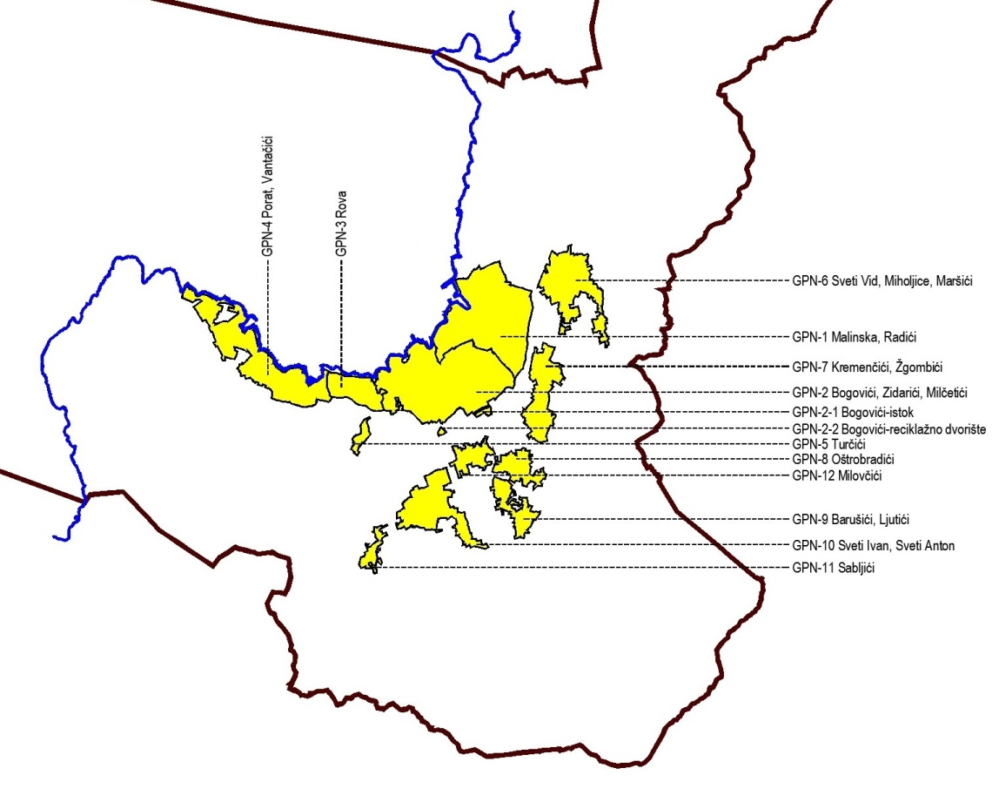 GPN-4 Porat, Vantačići
GPN-3 Rova
GPN-6 Sveti Vid, Miholjice, Maršići
GPN-1 Malinska, Radići
GPN-7 Kremenčići, Žgombići
GPN-2 Bogovići, Zidarići, Milčetići
GPN-2-1 Bogovići-istok
GPN-2-2 Bogovići-reciklažno dvorište
GPN-5 Turčići
GPN-8 Oštrobradići
GPN-12 Milovčići
GPN-9 Barušići, Ljutići
GPN-10 Sveti Ivan, Sveti Anton
GPN-11 Sabljići